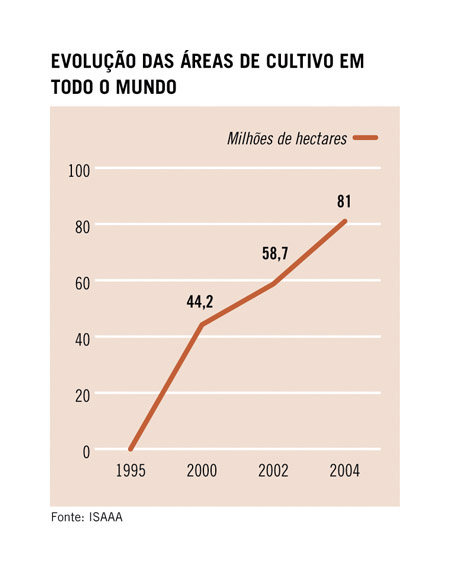 EVOLUÇÃO DAS ÁREAS DE CULTIVO EM
TODO O MUNDO
Milhões de hectares
100
80
60
40
20
0
81
58,7
44,2
1995 2000 2002 2004
Fonte: ISAAA